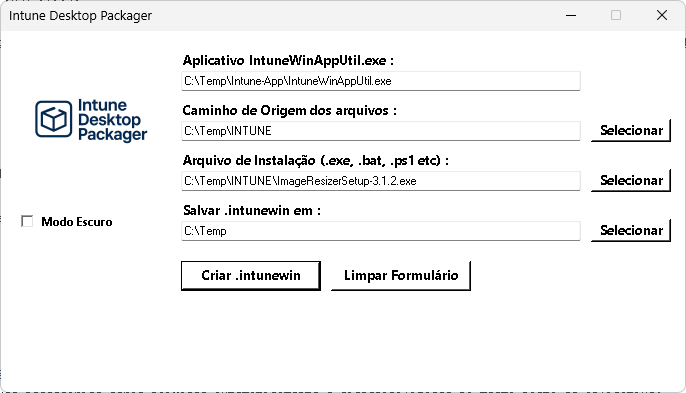 Intune Desktop Packager
Aplicativo IntuneWinAppUtil.exe :
C:\Temp\Intune-App\IntuneWinAppUtil.exe
Intune
Desktop
Packager
Caminho de Origem dos arquivos :
C:\Temp\INTUNE
Selecionar
Arquivo de Instalação (.exe, .bat, .ps1 etc) :
C:\Temp\INTUNE\ImageResizerSetup-3.1.2.exe
Selecionar
Modo Escuro
Salvar .intunewin em :
C:\Temp
Selecionar
Criar .intunewin
Limpar Formulário